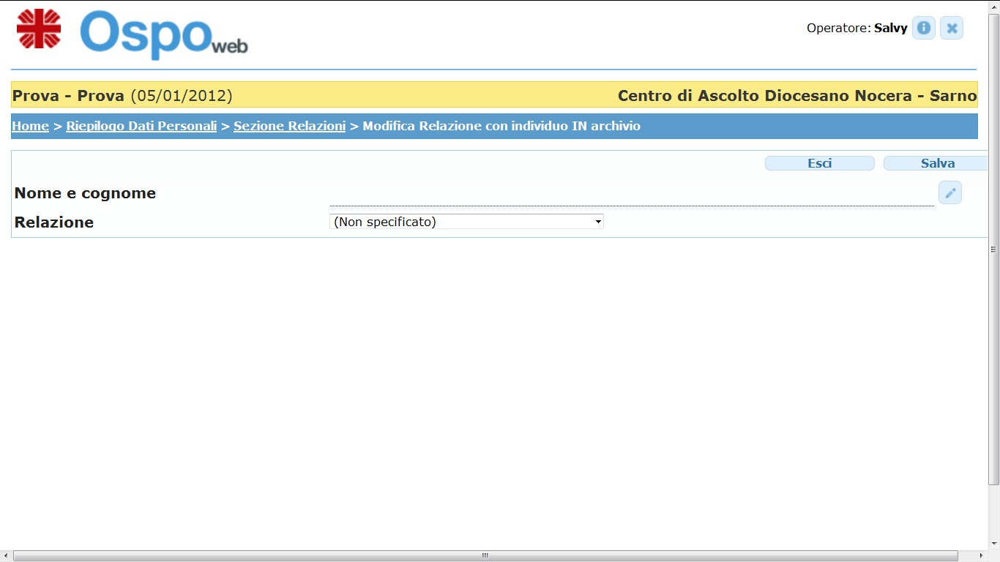 Ospoweb
Operatore: Salvy
Prova - Prova (05/01/2012)
Centro di Ascolto Diocesano Nocera - Sarno
Home > Riepilogo Dati Personali > Sezione Relazioni > Modifica Relazione con individuo IN archivio
Esci
Salva
Nome e cognome
Relazione
(Non specificato)